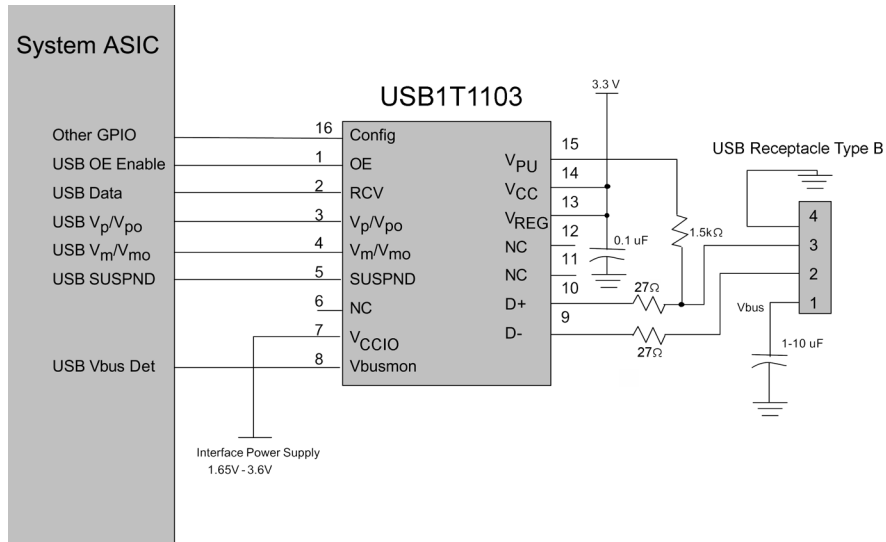 System ASIC
USB1T1103
3.3 V
USB Receptacle Type B
Other GPIO
USB OE Enable
USB Data
USB Vp/Vpo
USB Vm/Vmo
USB SUSPND
USB Vbus Det
16
1
2
3
4
5
6
7
8
Config
OE
RCV
Vp/Vpo
Vm/Vmo
SUSPND
NC
VCCIO
Vbusmon
VPU
VCC
VREG
NC
NC
D+
D-
15
14
13
12
11
10
9
0.1 uF
1.5kΩ
27Ω
27Ω
4
3
2
1
Vbus
1-10 uF
Interface Power Supply
1.65V - 3.6V